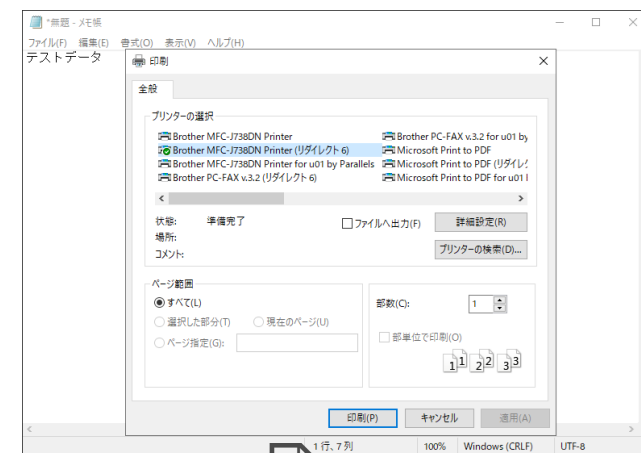 *無題 - メモ帳
ファイル(F) 編集(E) 書式(O) 表示(V) ヘルプ(H)
テストデータ
印刷
全般
プリンターの選択
Brother MFC-J738DN Printer
Brother MFC-J738DN Printer (リダイレクト 6)
Brother MFC-J738DN Printer for u01 by Parallels
Brother PC-FAX v.3.2 (リダイレクト 6)
Brother PC-FAX v.3.2 for u01 by
Microsoft Print to PDF
Microsoft Print to PDF (リダイレク
Microsoft Print to PDF for u01
状態: 準備完了
場所:
コメント:
ファイルへ出力(F)
詳細設定(R)
プリンターの検索(D)...
ページ範囲
すべて(L)
選択した部分(T) 現在のページ(U)
ページ指定(G):
部数(C): 1
部単位で印刷(O)
1 1 2 2 3 3
印刷(P) キャンセル 適用(A)
1 行、7 列 100% Windows (CRLF) UTF-8